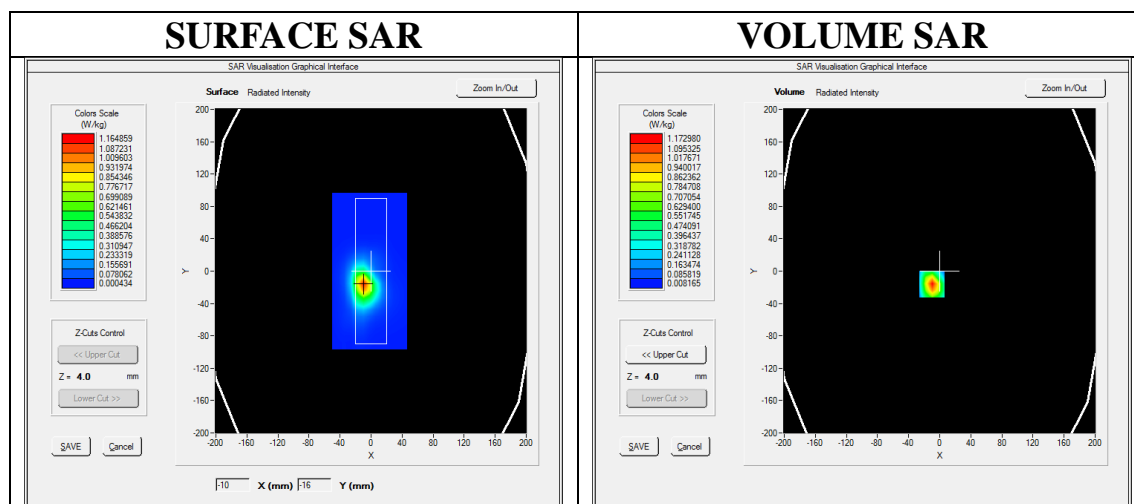 SURFACE SAR
VOLUME SAR
SAR Visualisation Graphical Interface
Surface Radiated Intensity
Zoom In/Out
Colors Scale
(W/kg)
1.164859
1.087231
1.009603
0.931974
0.854346
0.776717
0.699089
0.621461
0.543832
0.466204
0.388576
0.310947
0.233319
0.155691
0.078062
0.000434
200
160
120
80
40
0
-40
-80
-120
-160
-200
Y
-200 -160 -120 -80 -40 0 40 80 120 160 200
X
Z-Cuts Control
<< Upper Cut
Z = 4.0 mm
Lower Cut >>
SAVE Cancel
-10 X (mm) -16 Y (mm)
SAR Visualisation Graphical Interface
Volume Radiated Intensity
Zoom In/Out
Colors Scale
(W/kg)
1.172980
1.095325
1.017671
0.940017
0.862362
0.784708
0.707054
0.629400
0.551745
0.474091
0.396437
0.318782
0.241128
0.163474
0.085819
0.008165
200
160
120
80
40
0
-40
-80
-120
-160
-200
Y
-200 -160 -120 -80 -40 0 40 80 120 160 200
X
Z-Cuts Control
<< Upper Cut
Z = 4.0 mm
Lower Cut >>
SAVE Cancel